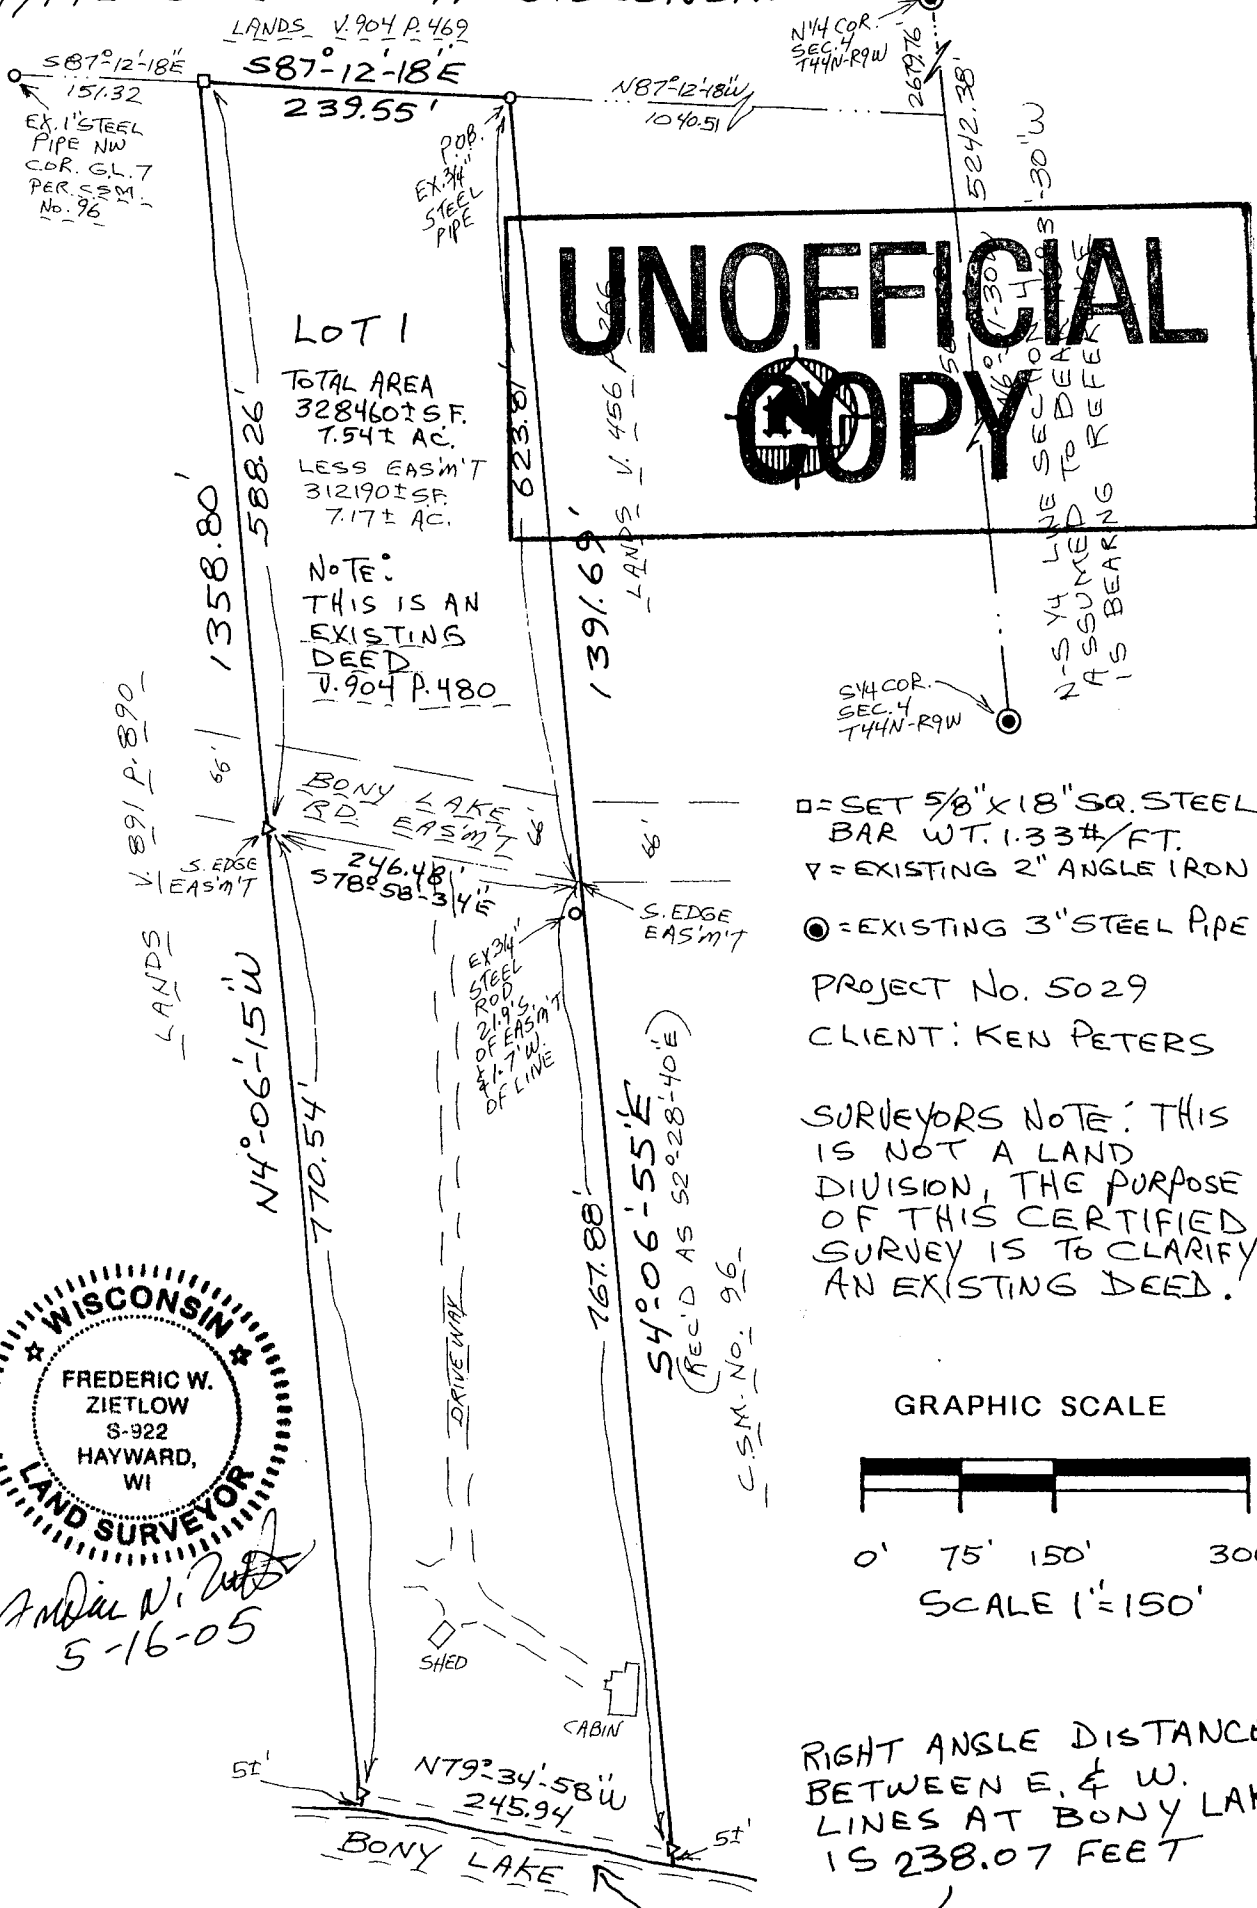 LANDS V.904 P.469
S87°-12'-18"E
151.32
S87°-12'-18"E
239.55'
N87°-12'-18"W
1040.51
N1/4 COR.
SEC. 4
T44N-R9W
2679.76
5242.38'
EX. 1" STEEL
PIPE NW
COR. G.L. 7
PER C.S.M.
No. 96
P.O.B.
EX. 3/4"
STEEL
PIPE
UNOFFICIAL
COPY
N
LOT 1
TOTAL AREA
328460± S.F.
7.54± AC.
LESS EASM'T
312190± S.F.
7.17± AC.
NOTE:
THIS IS AN
EXISTING
DEED
V.904 P.480
1358.80'
588.26'
623.81'
1391.69'
LANDS V. 456 P. 266
N-S 1/4 LINE SECTION 4
ASSUMED TO BEAR
IS BEARING REFERENCE
S1/4 COR.
SEC. 4
T44N-R9W
LANDS V. 891 P. 890
66'
BONY LAKE
RD. EASM'T
66'
66'
S. EDGE
EASM'T
246.48'
S78°-58-34"E
S. EDGE
EASM'T
EX 3/4"
STEEL
ROD
21.9' S.
OF EASM'T
& 1.7' W.
OF LINE
□ = SET 5/8" X 18" SQ. STEEL
BAR WT. 1.33#/FT.
▽ = EXISTING 2" ANGLE IRON
◉ = EXISTING 3" STEEL PIPE
PROJECT No. 5029
CLIENT: KEN PETERS
SURVEYORS NOTE: THIS
IS NOT A LAND
DIVISION, THE PURPOSE
OF THIS CERTIFIED
SURVEY IS TO CLARIFY
AN EXISTING DEED.
N4°-06'-15"W
770.54'
767.88'
S4°-06'-55"E
(REC'D AS S2°-28'-40"E)
C.S.M. No. 96
DRIVEWAY
WISCONSIN
FREDERIC W.
ZIETLOW
S-922
HAYWARD,
WI
LAND SURVEYOR
5-16-05
GRAPHIC SCALE
0' 75' 150' 300
SCALE 1"=150'
SHED
CABIN
5±'
N79°-34'-58"W
245.94
5±'
BONY LAKE
RIGHT ANGLE DISTANCE
BETWEEN E. & W.
LINES AT BONY LAK
IS 238.07 FEET